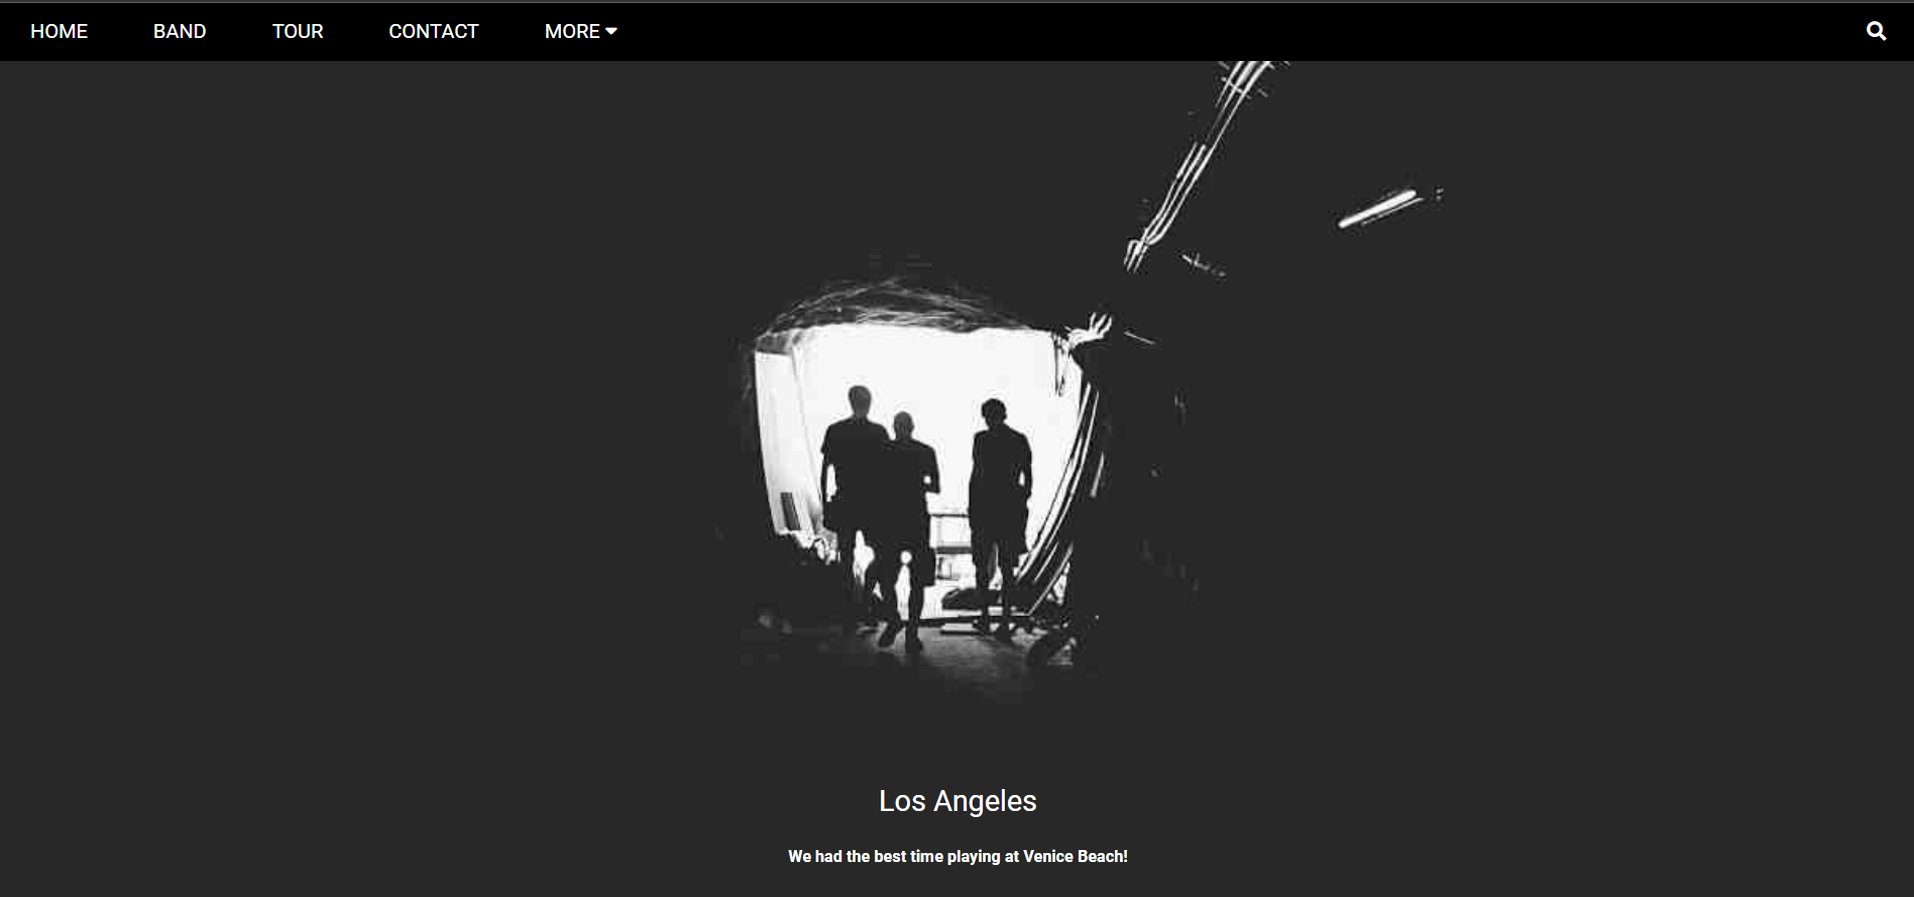 HOME BAND TOUR CONTACT MORE
Los Angeles
We had the best time playing at Venice Beach!